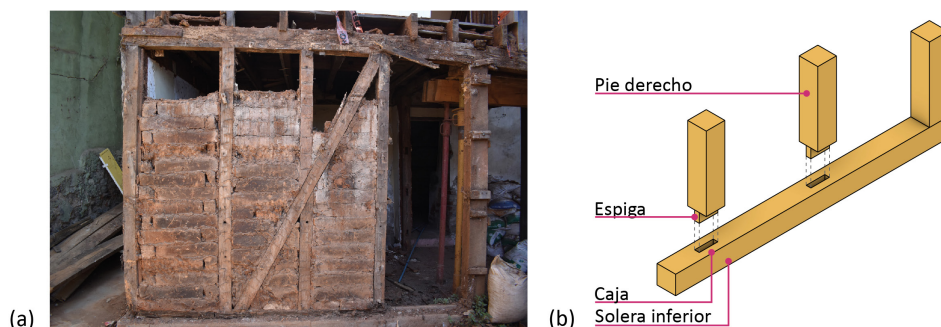 Pie derecho
Espiga
Caja
Solera inferior
(a)
(b)